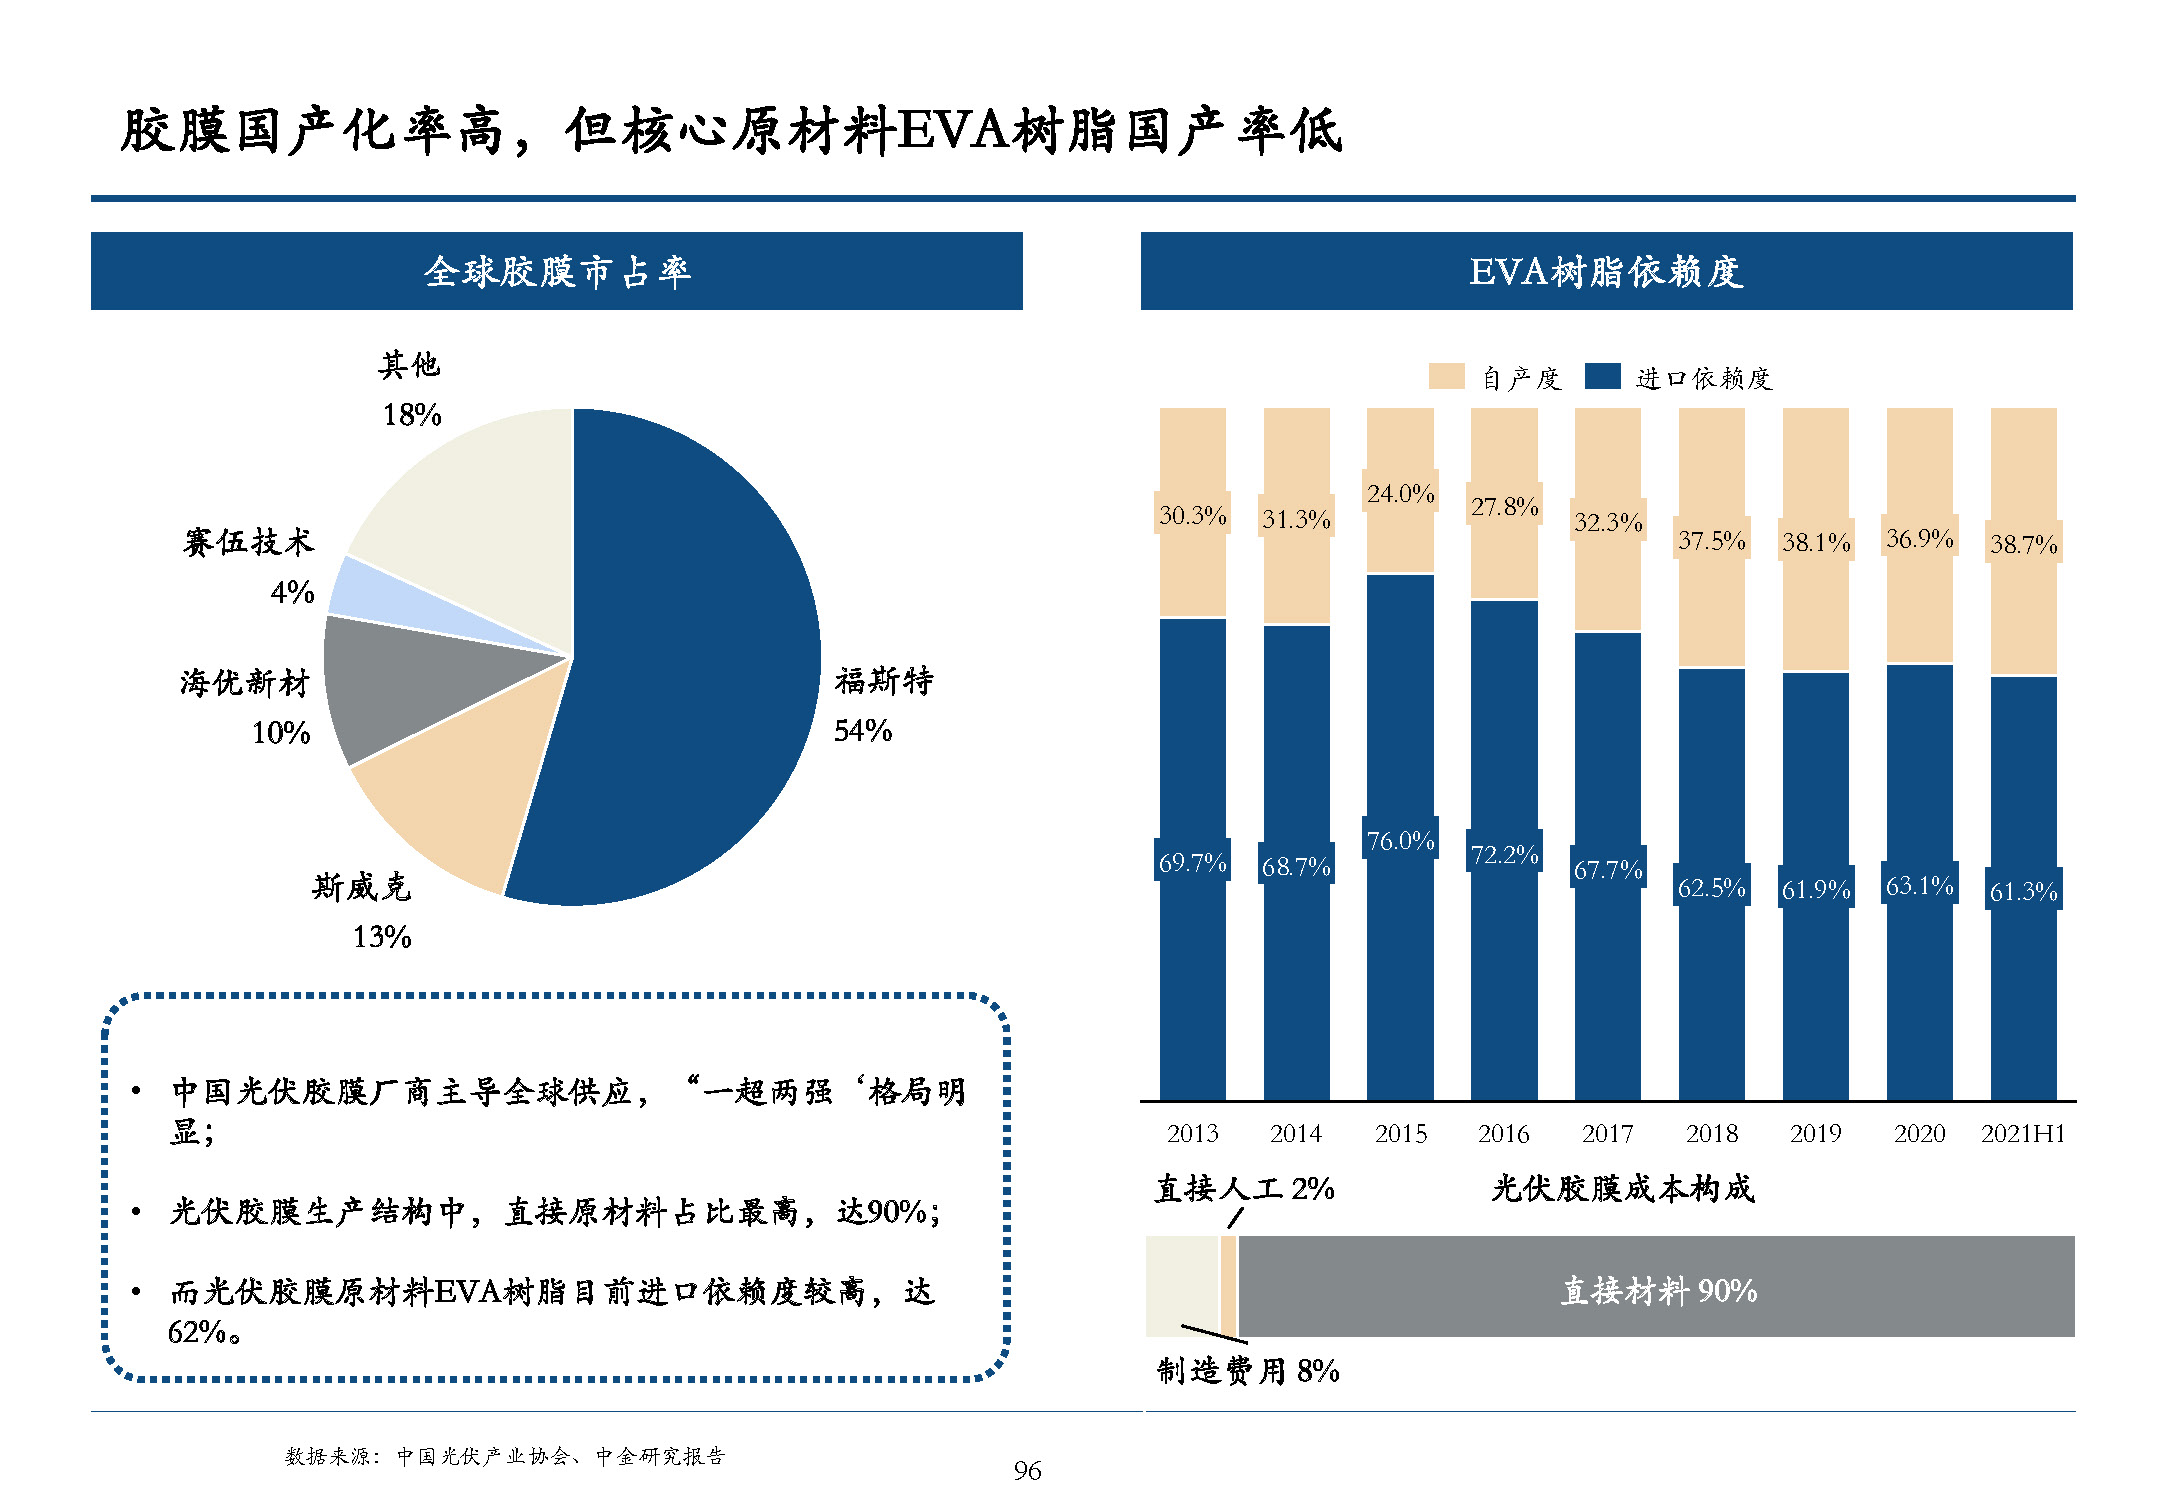 胶膜国产化率高，但核心原材料EVA树脂国产率低
全球胶膜市占率
其他
18%
赛伍技术
4%
海优新材
10%
福斯特
54%
斯威克
13%
• 中国光伏胶膜厂商主导全球供应，“一超两强‘格局明
显；
• 光伏胶膜生产结构中，直接原材料占比最高，达90%；
• 而光伏胶膜原材料EVA树脂目前进口依赖度较高，达
62%。
EVA树脂依赖度
自产度 进口依赖度
30.3% 31.3% 24.0% 27.8% 32.3% 37.5% 38.1% 36.9% 38.7%
69.7% 68.7% 76.0% 72.2% 67.7% 62.5% 61.9% 63.1% 61.3%
2013 2014 2015 2016 2017 2018 2019 2020 2021H1
直接人工 2% 光伏胶膜成本构成
直接材料 90%
制造费用 8%
数据来源：中国光伏产业协会、中金研究报告
96